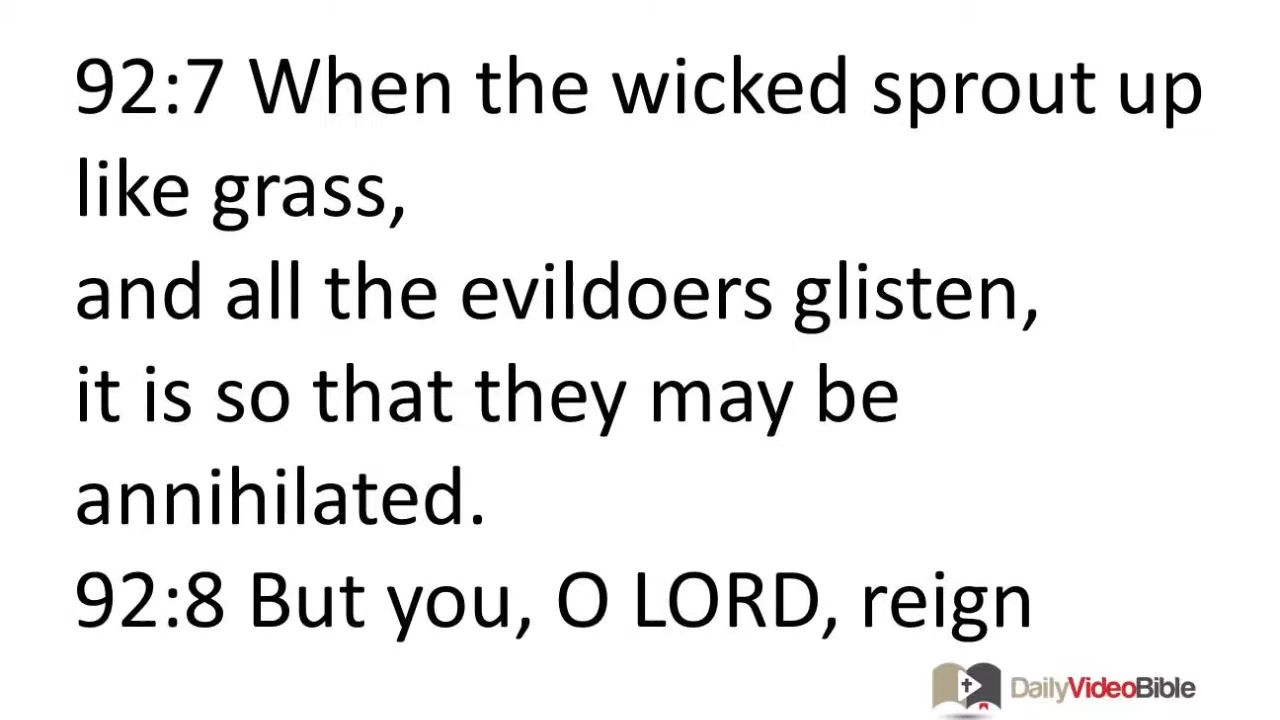 92:7 When the wicked sprout up
like grass,
and all the evildoers glisten,
it is so that they may be
annihilated.
92:8 But you, O LORD, reign
DailyVideoBible